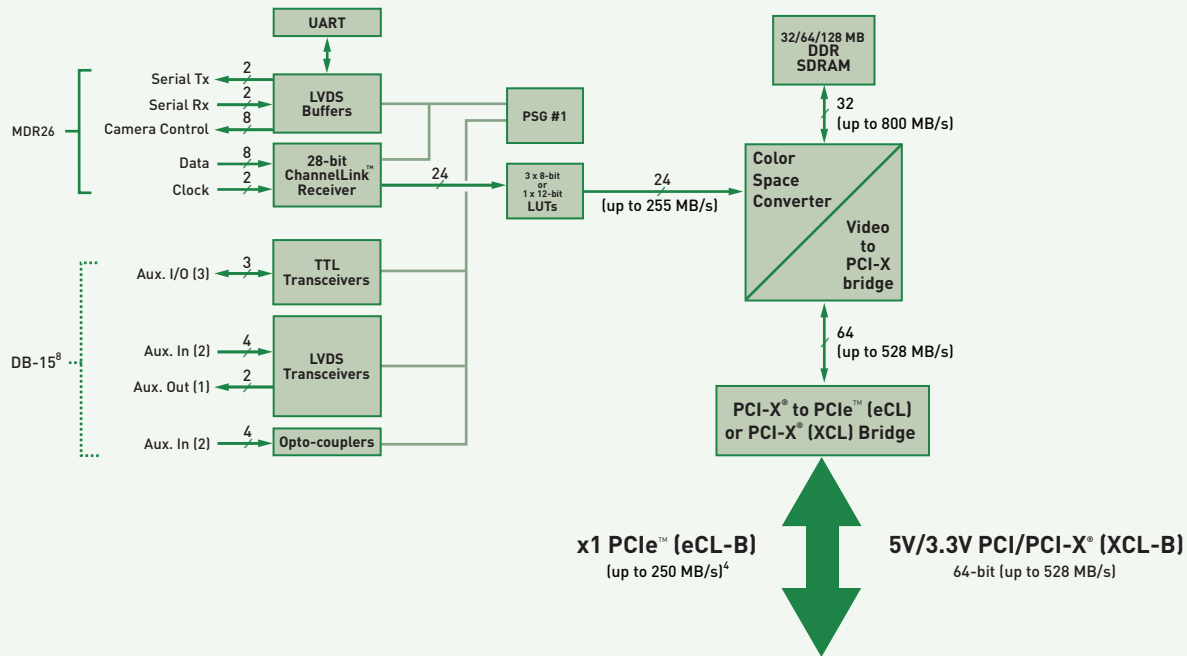 UART
MDR26
Serial Tx
2
Serial Rx
2
Camera Control
8
LVDS
Buffers
Data
8
Clock
2
28-bit
ChannelLink™
Receiver
24
PSG #1
3 x 8-bit
or
1 x 12-bit
LUTs
24
(up to 255 MB/s)
32/64/128 MB
DDR
SDRAM
32
(up to 800 MB/s)
Color
Space
Converter
Video
to
PCI-X
bridge
64
(up to 528 MB/s)
DB-15⁸
Aux. I/O (3)
3
TTL
Transceivers
Aux. In (2)
4
Aux. Out (1)
2
LVDS
Transceivers
Aux. In (2)
4
Opto-couplers
PCI-X® to PCIe™ (eCL)
or PCI-X® (XCL) Bridge
x1 PCIe™ (eCL-B)
(up to 250 MB/s)⁴
5V/3.3V PCI/PCI-X® (XCL-B)
64-bit (up to 528 MB/s)